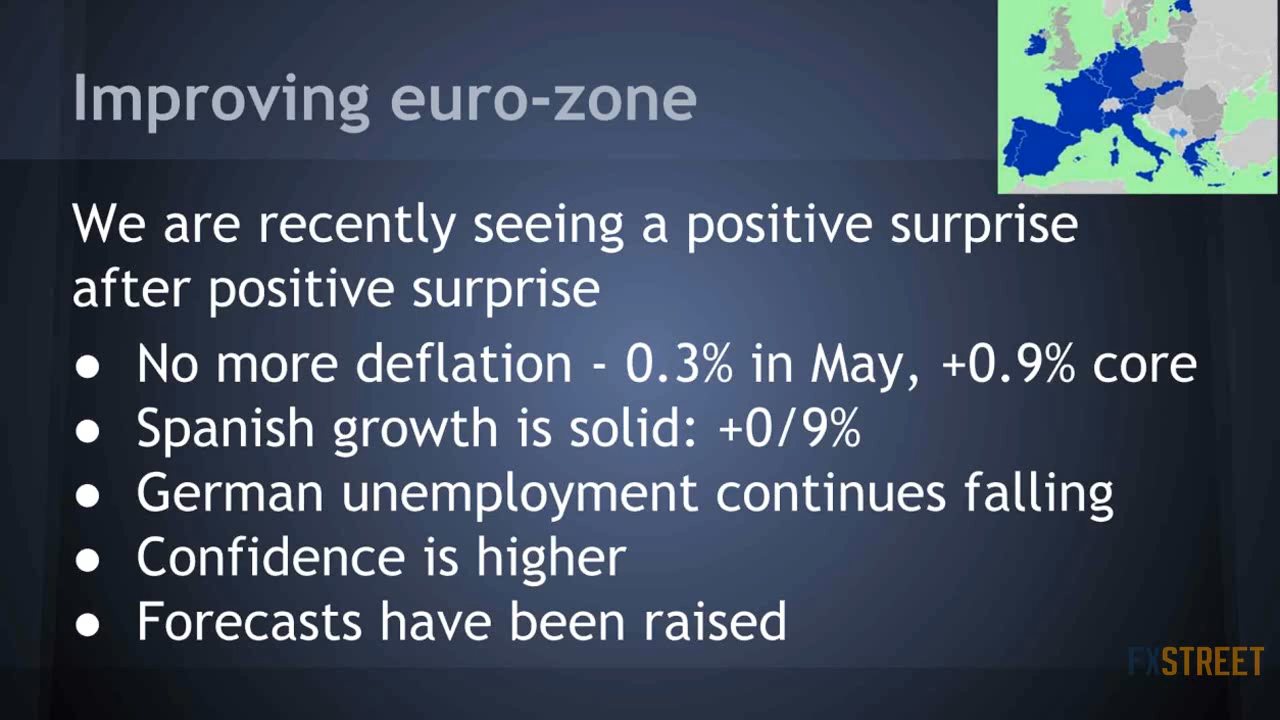 Improving euro-zone
We are recently seeing a positive surprise
after positive surprise
● No more deflation - 0.3% in May, +0.9% core
● Spanish growth is solid: +0/9%
● German unemployment continues falling
● Confidence is higher
● Forecasts have been raised
FXSTREET